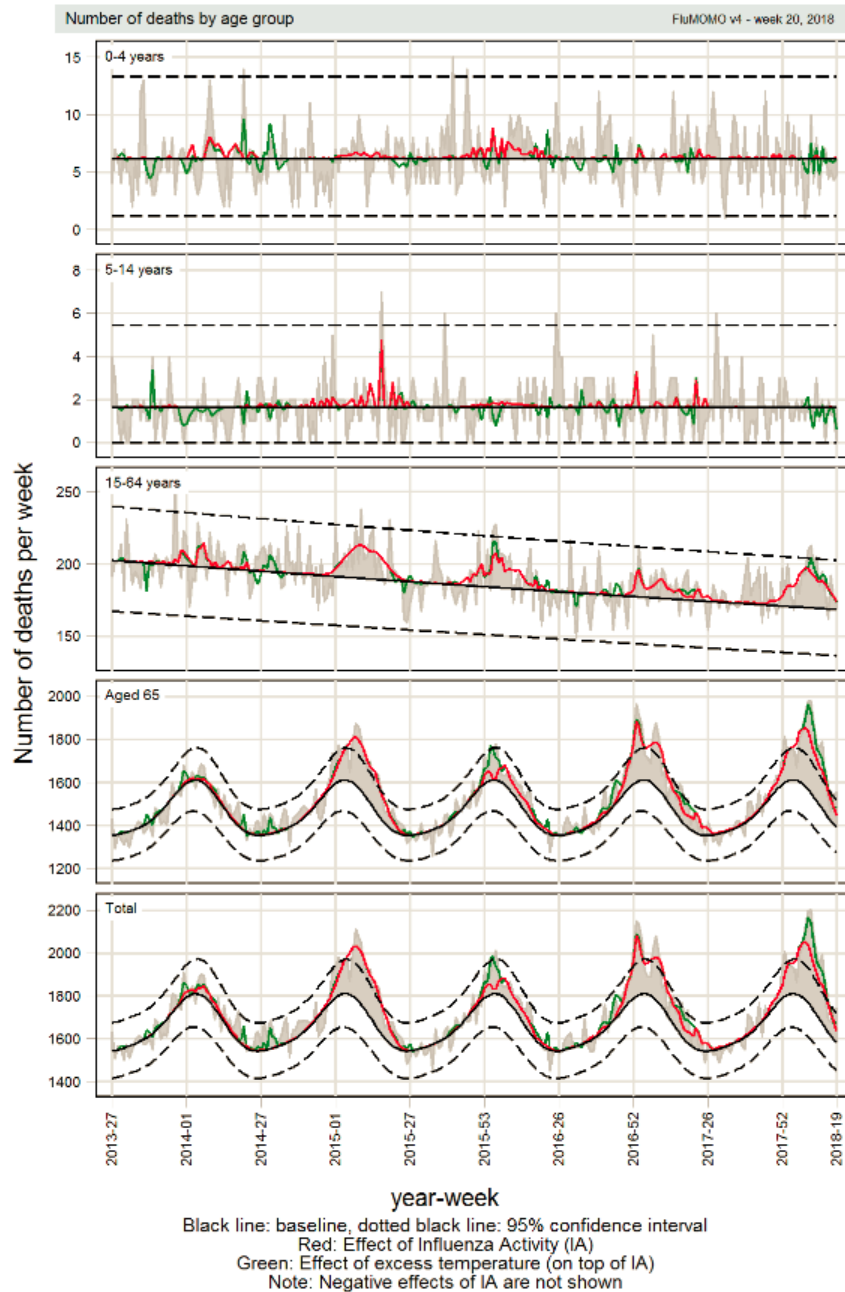 Number of deaths by age group
FluMOMO v4 - week 20, 2018
Number of deaths per week
0-4 years
15
10
5
0
5-14 years
8
6
4
2
0
15-64 years
250
200
150
Aged 65
2000
1800
1600
1400
1200
Total
2200
2000
1800
1600
1400
2013-27
2014-01
2014-27
2015-01
2015-27
2015-53
2016-26
2016-52
2017-26
2017-52
2018-19
year-week
Black line: baseline, dotted black line: 95% confidence interval
Red: Effect of Influenza Activity (IA)
Green: Effect of excess temperature (on top of IA)
Note: Negative effects of IA are not shown